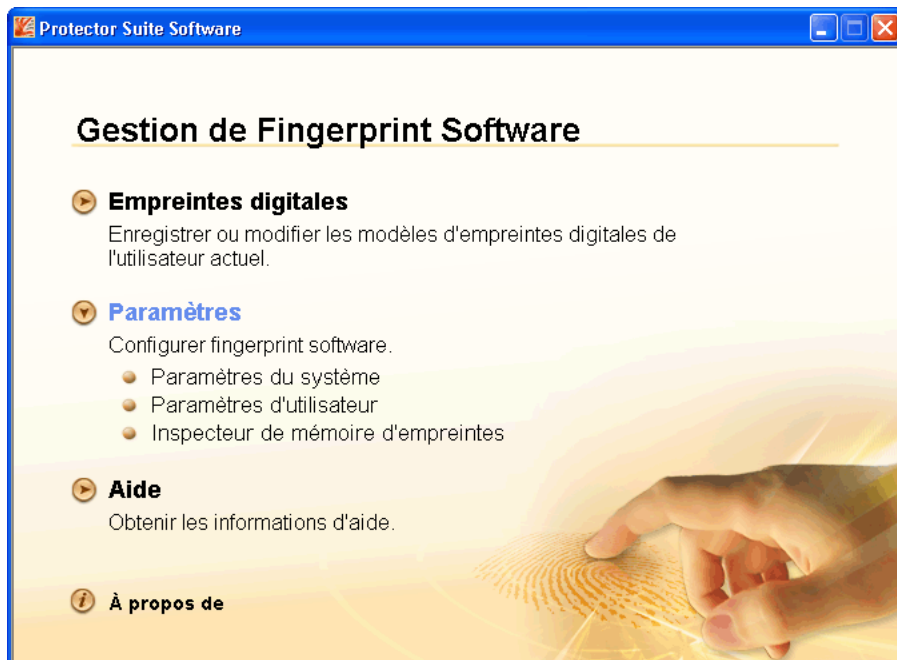 Protector Suite Software
Gestion de Fingerprint Software
Empreintes digitales
Enregistrer ou modifier les modèles d'empreintes digitales de
l'utilisateur actuel.
Paramètres
Configurer fingerprint software.
Paramètres du système
Paramètres d'utilisateur
Inspecteur de mémoire d'empreintes
Aide
Obtenir les informations d'aide.
À propos de